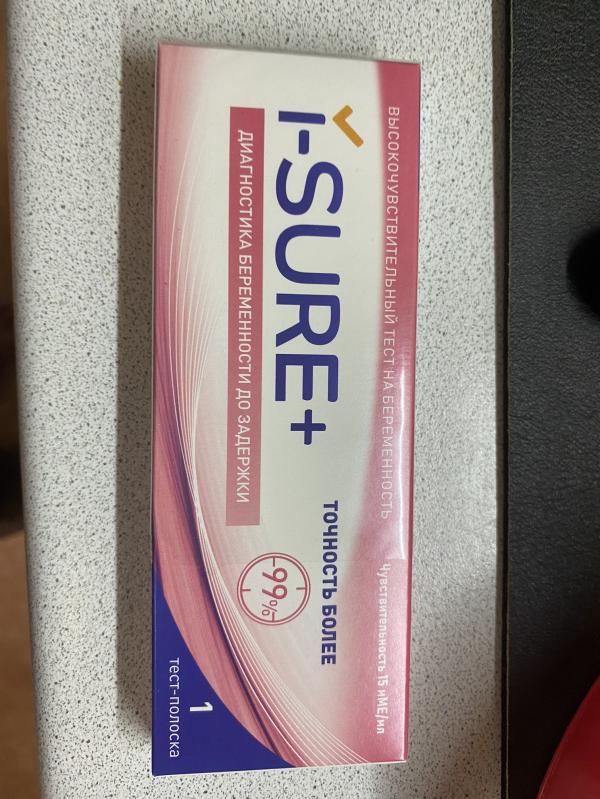 ВЫСОКОЧУВСТВИТЕЛЬНЫЙ ТЕСТ НА БЕРЕМЕННОСТЬ
Чувствительность 15 мМЕ/мл
i-SURE+
ДИАГНОСТИКА БЕРЕМЕННОСТИ ДО ЗАДЕРЖКИ
ТОЧНОСТЬ БОЛЕЕ
99%
1
тест-полоска